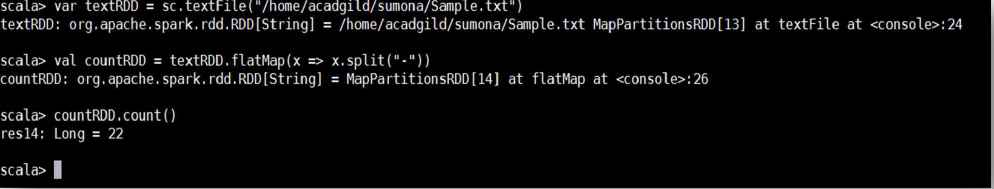 scala> var textRDD = sc.textFile("/home/acadgild/sumona/Sample.txt")
textRDD: org.apache.spark.rdd.RDD[String] = /home/acadgild/sumona/Sample.txt MapPartitionsRDD[13] at textFile at <console>:24
scala> val countRDD = textRDD.flatMap(x => x.split("-"))
countRDD: org.apache.spark.rdd.RDD[String] = MapPartitionsRDD[14] at flatMap at <console>:26
scala> countRDD.count()
res14: Long = 22
scala>